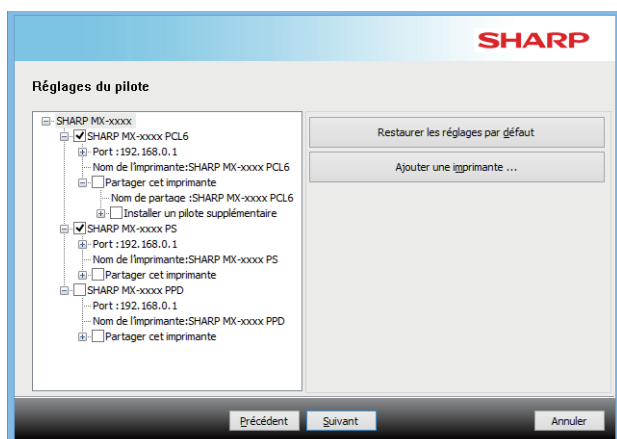 SHARP
Réglages du pilote
SHARP MX-xxxx
SHARP MX-xxxx PCL6
Port :192.168.0.1
Nom de l'imprimante:SHARP MX-xxxx PCL6
Partager cet imprimante
Nom de partage :SHARP MX-xxxx PCL6
Installer un pilote supplémentaire
SHARP MX-xxxx PS
Port :192.168.0.1
Nom de l'imprimante:SHARP MX-xxxx PS
Partager cet imprimante
SHARP MX-xxxx PPD
Port :192.168.0.1
Nom de l'imprimante:SHARP MX-xxxx PPD
Partager cet imprimante
Restaurer les réglages par défaut
Ajouter une imprimante ...
Précédent
Suivant
Annuler